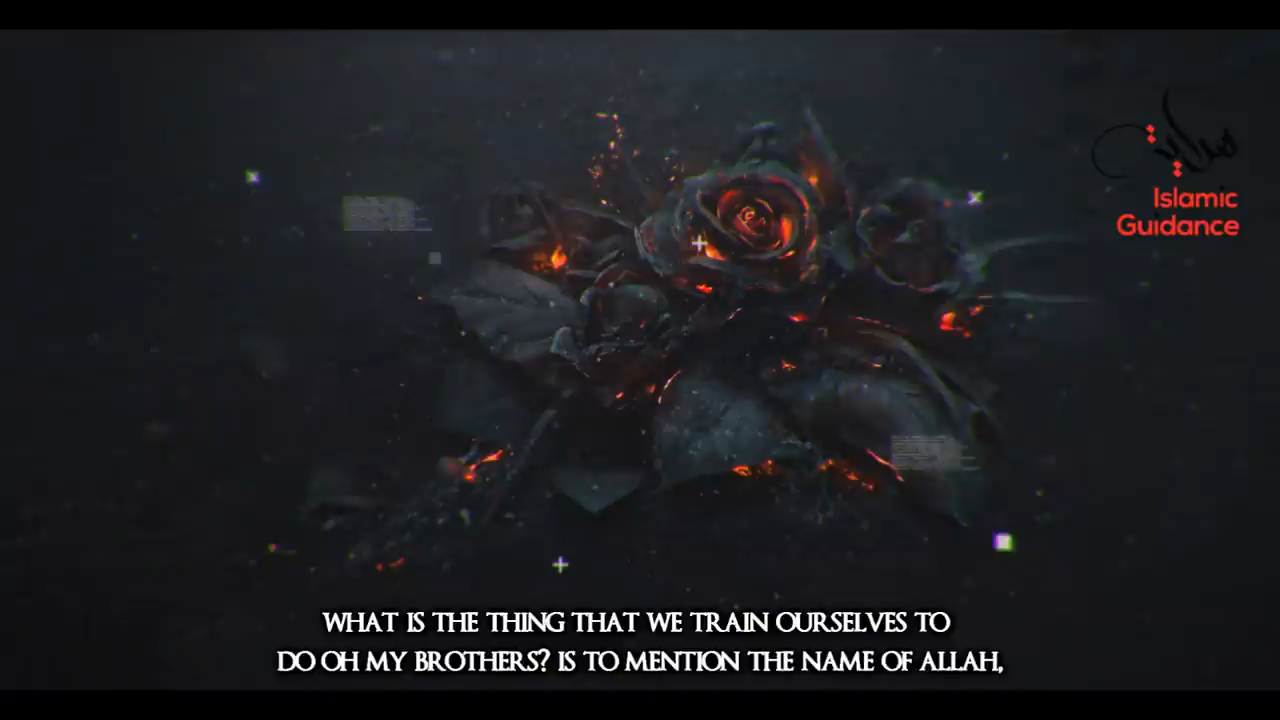 هداية
Islamic
Guidance
WHAT IS THE THING THAT WE TRAIN OURSELVES TO
DO OH MY BROTHERS? IS TO MENTION THE NAME OF ALLAH,